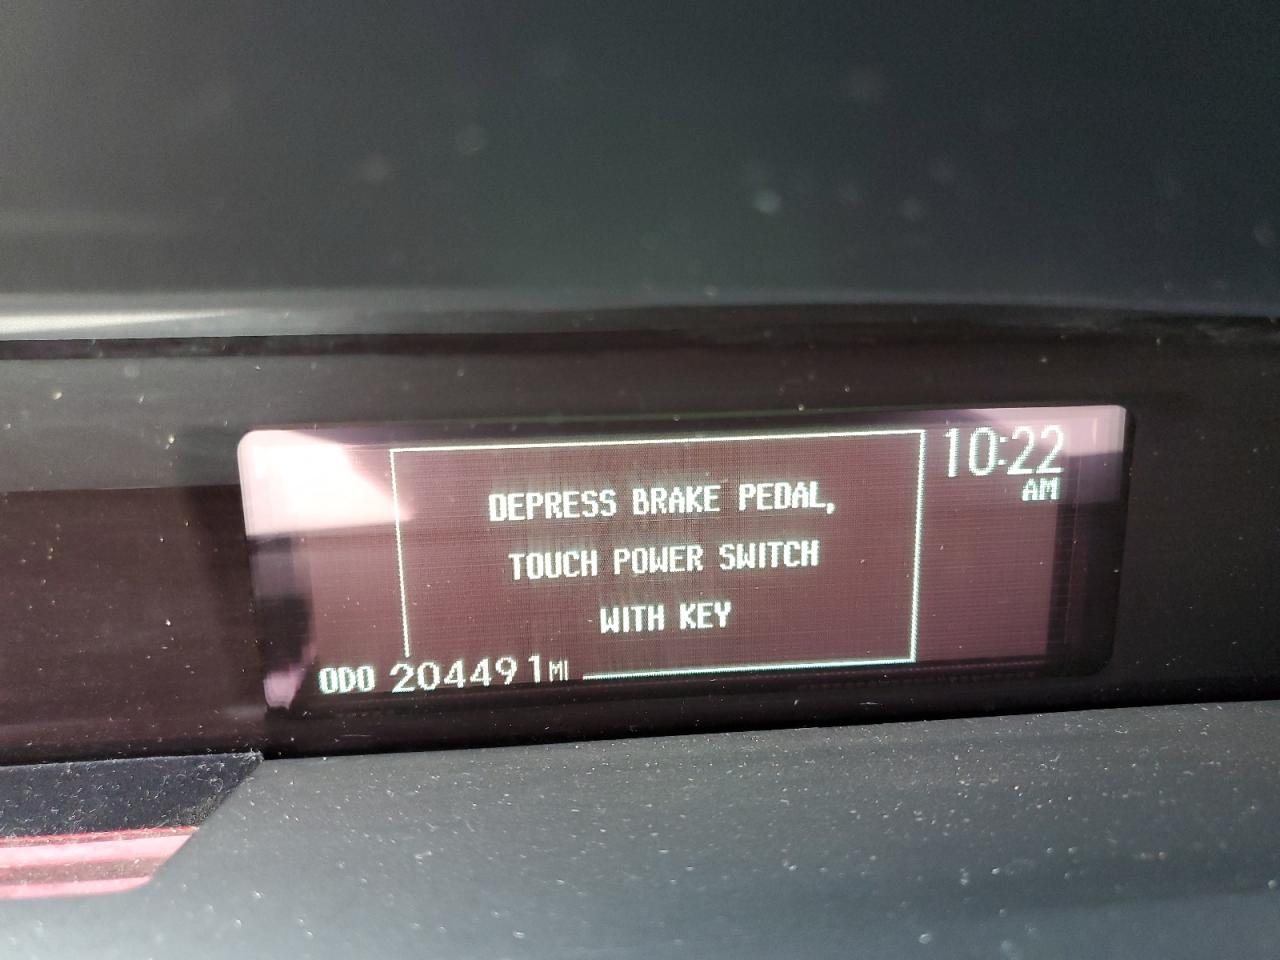 10:22
AM
DEPRESS BRAKE PEDAL,
TOUCH POWER SWITCH
WITH KEY
ODO 204491 MI